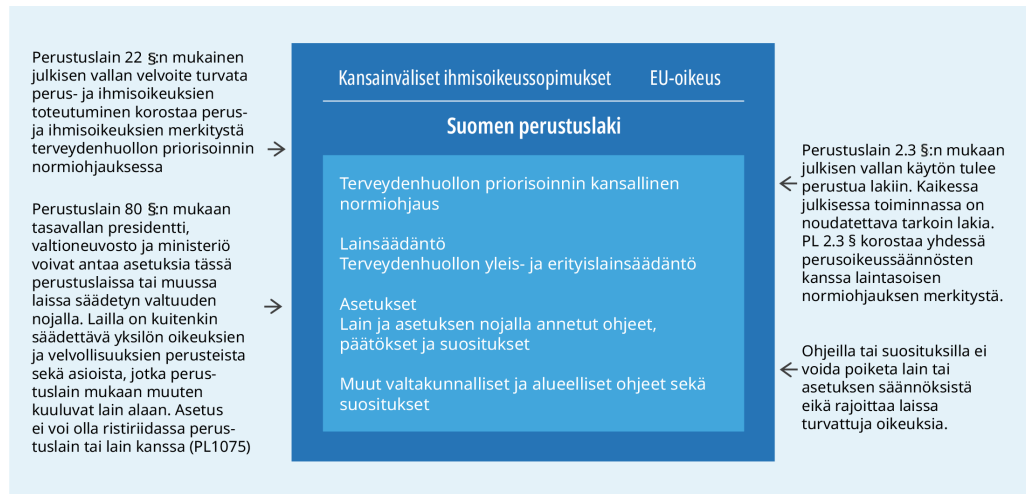 Perustuslain 22 §:n mukainen
julkisen vallan velvoite turvata
perus- ja ihmisoikeuksien
toteutuminen korostaa perus-
ja ihmisoikeuksien merkitystä
terveydenhuollon priorisoinnin
normiohjauksessa
Perustuslain 80 §:n mukaan
tasavallan presidentti,
valtioneuvosto ja ministeriö
voivat antaa asetuksia tässä
perustuslaissa tai muussa
laissa säädetyn valtuuden
nojalla. Lailla on kuitenkin
säädettävä yksilön oikeuksien
ja velvollisuuksien perusteista
sekä asioista, jotka perus-
tuslain mukaan muuten
kuuluvat lain alaan. Asetus
ei voi olla ristiriidassa perus-
tuslain tai lain kanssa (PL1075)
Kansainväliset ihmisoikeussopimukset EU-oikeus
Suomen perustuslaki
Terveydenhuollon priorisoinnin kansallinen
normiohjaus
Lainsäädäntö
Terveydenhuollon yleis- ja erityislainsäädäntö
Asetukset
Lain ja asetuksen nojalla annetut ohjeet,
päätökset ja suositukset
Muut valtakunnalliset ja alueelliset ohjeet sekä
suositukset
Perustuslain 2.3 §:n mukaan
julkisen vallan käytön tulee
perustua lakiin. Kaikessa
julkisessa toiminnassa on
noudatettava tarkoin lakia.
PL 2.3 § korostaa yhdessä
perusoikeussäännösten
kanssa laintasoisen
normiohjauksen merkitystä.
Ohjeilla tai suosituksilla ei
voida poiketa lain tai
asetuksen säännöksistä
eikä rajoittaa laissa
turvattuja oikeuksia.